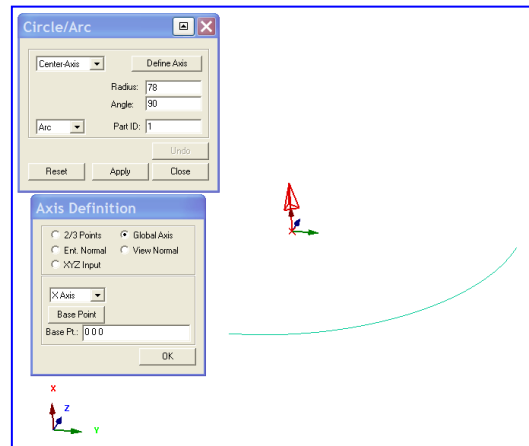 Circle/Arc
Center-Axis Define Axis
Radius: 78
Angle: 90
Arc Part ID: 1
Undo
Reset Apply Close
Axis Definition
2/3 Points Global Axis
Ent. Normal View Normal
XYZ Input
X Axis
Base Point
Base Pt.: 0 0 0
OK
X
Z
Y